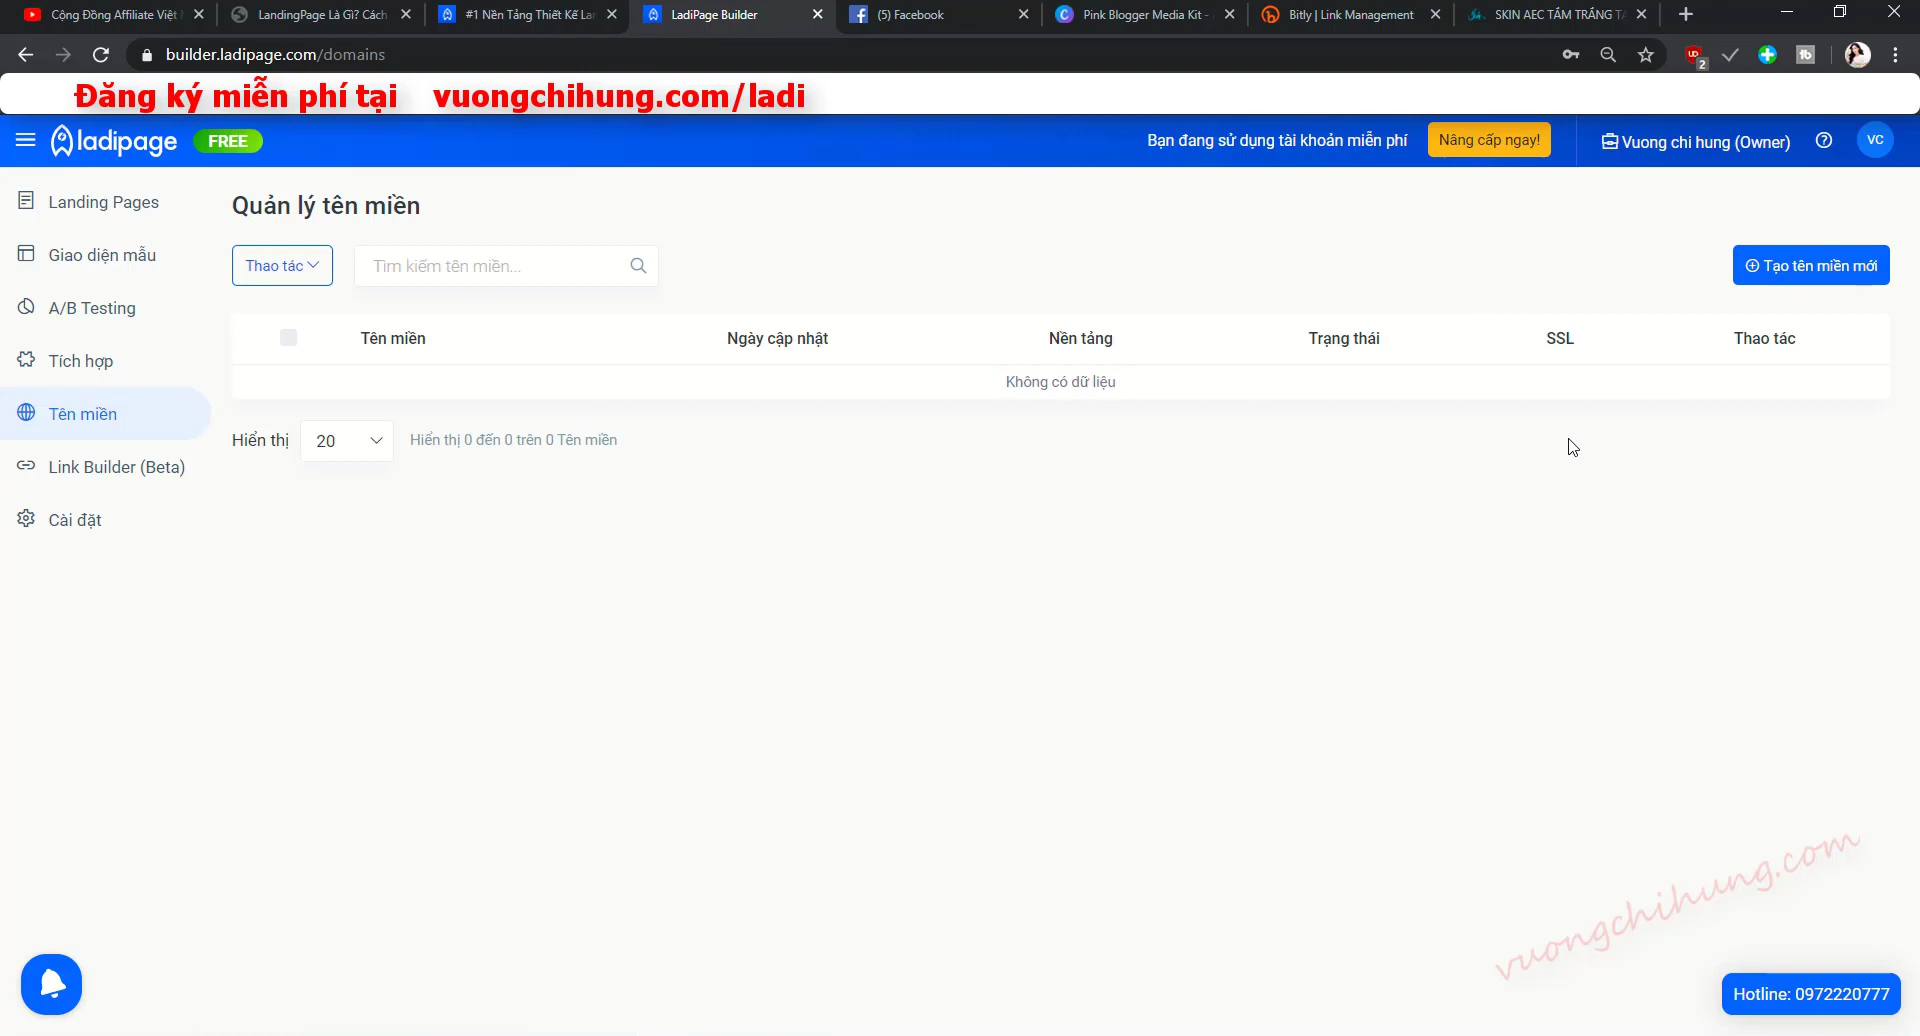 Cộng Đồng Affiliate Việt
LandingPage Là Gì? Cách
#1 Nền Tảng Thiết Kế Lan
LadiPage Builder
(5) Facebook
Pink Blogger Media Kit -
Bitly | Link Management
SKIN AEC TẮM TRẮNG
builder.ladipage.com/domains
2
Đăng ký miễn phí tại vuongchihung.com/ladi
ladipage FREE
Bạn đang sử dụng tài khoản miễn phí
Nâng cấp ngay!
Vuong chi hung (Owner)
VC
Landing Pages
Giao diện mẫu
A/B Testing
Tích hợp
Tên miền
Link Builder (Beta)
Cài đặt
Quản lý tên miền
Thao tác
Tìm kiếm tên miền...
Tạo tên miền mới
Tên miền Ngày cập nhật Nền tảng Trạng thái SSL Thao tác
Không có dữ liệu
Hiển thị 20 Hiển thị 0 đến 0 trên 0 Tên miền
vuongchihung.com
Hotline: 0972220777